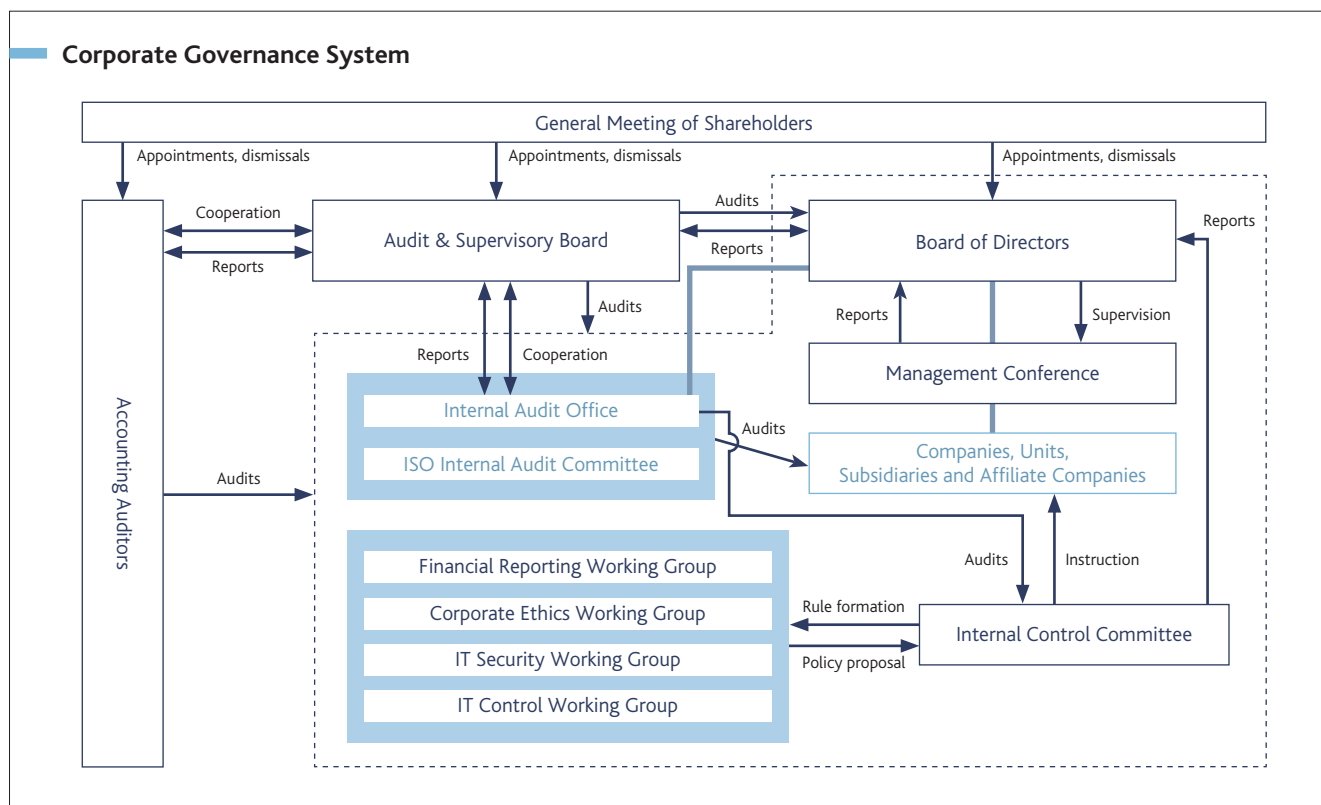 Corporate Governance System
General Meeting of Shareholders
Appointments, dismissals
Appointments, dismissals
Appointments, dismissals
Accounting Auditors
Cooperation
Reports
Audit & Supervisory Board
Audits
Reports
Board of Directors
Reports
Audits
Reports
Cooperation
Reports
Supervision
Management Conference
Internal Audit Office
ISO Internal Audit Committee
Audits
Companies, Units,
Subsidiaries and Affiliate Companies
Audits
Financial Reporting Working Group
Corporate Ethics Working Group
IT Security Working Group
IT Control Working Group
Audits
Instruction
Rule formation
Policy proposal
Internal Control Committee